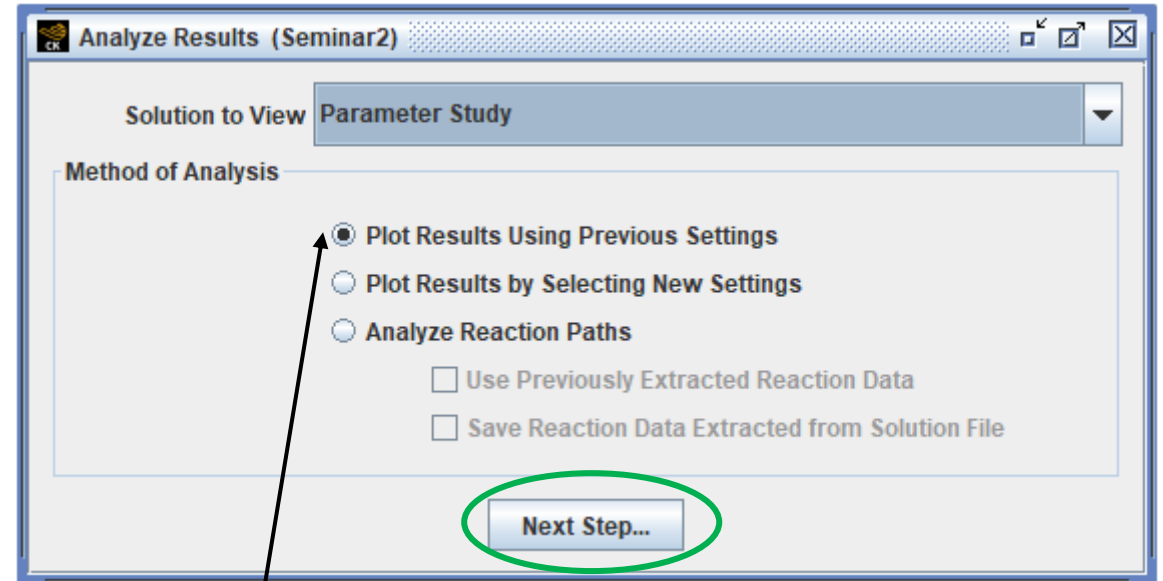 CK Analyze Results (Seminar2)
Solution to View Parameter Study
Method of Analysis
Plot Results Using Previous Settings
Plot Results by Selecting New Settings
Analyze Reaction Paths
Use Previously Extracted Reaction Data
Save Reaction Data Extracted from Solution File
Next Step...